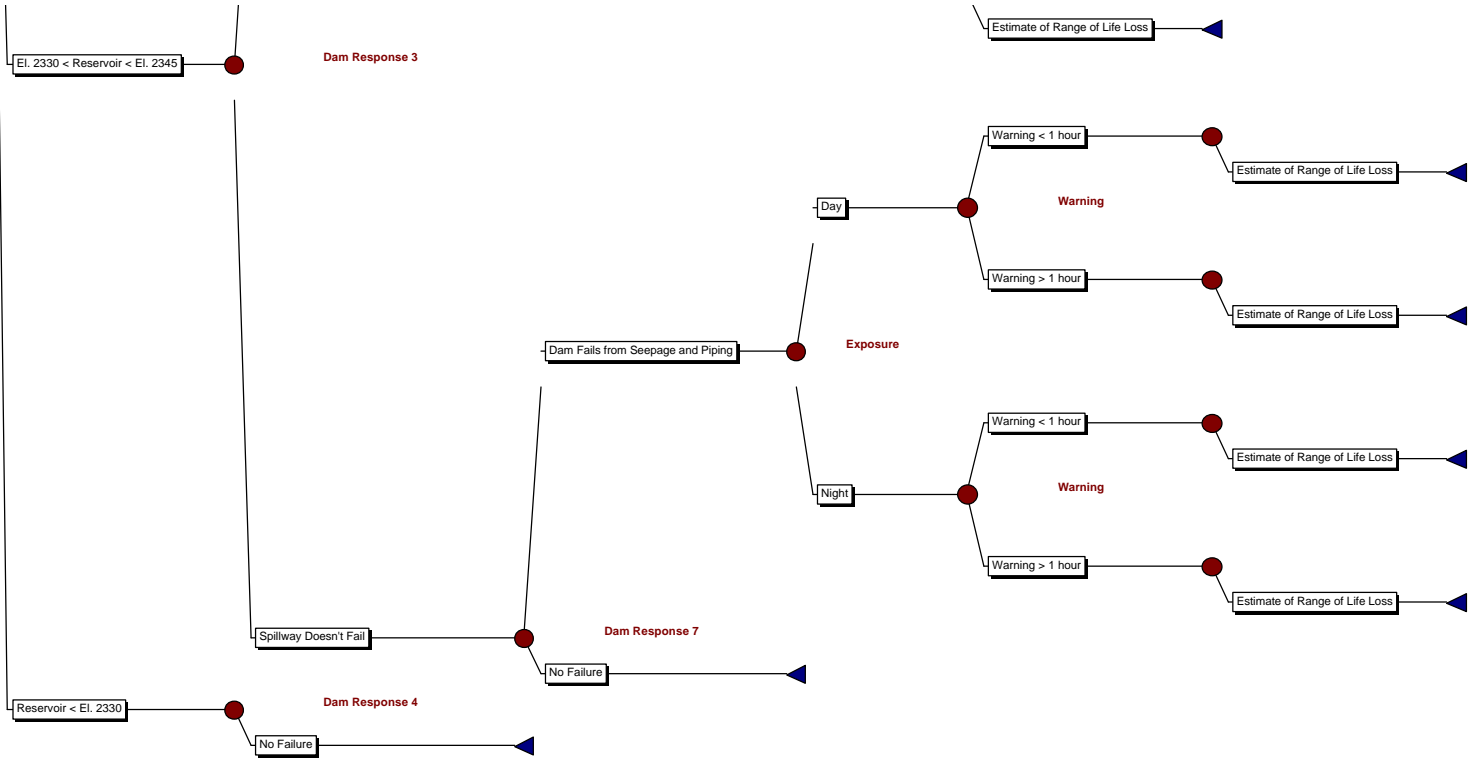 Estimate of Range of Life Loss
El. 2330 < Reservoir < El. 2345
Dam Response 3
Warning < 1 hour
Estimate of Range of Life Loss
Day
Warning
Warning > 1 hour
Estimate of Range of Life Loss
Dam Fails from Seepage and Piping
Exposure
Warning < 1 hour
Estimate of Range of Life Loss
Night
Warning
Warning > 1 hour
Estimate of Range of Life Loss
Spillway Doesn't Fail
Dam Response 7
No Failure
Reservoir < El. 2330
Dam Response 4
No Failure